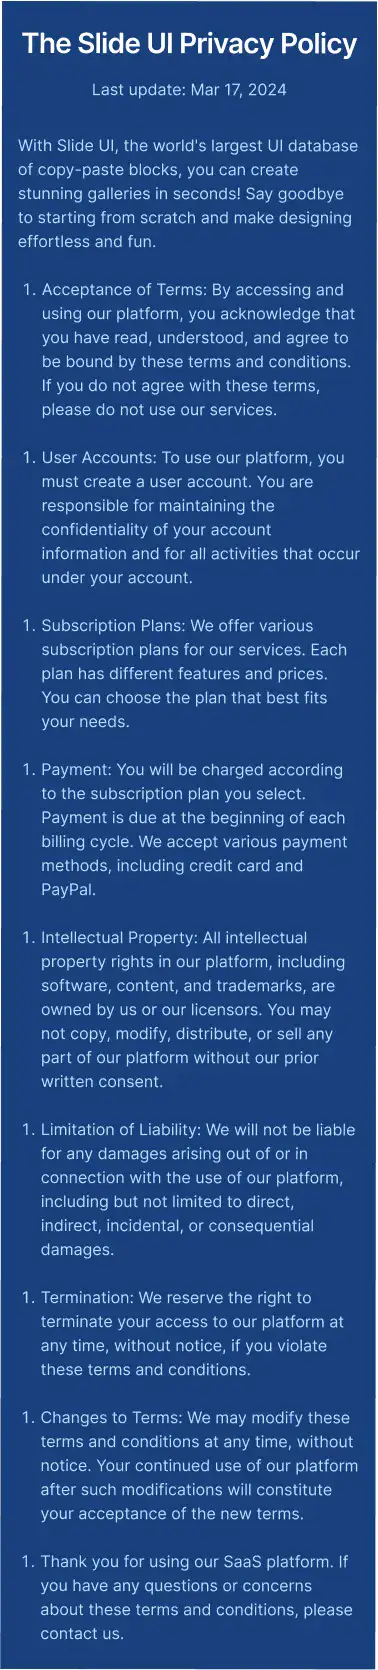 The Slide UI Privacy Policy
Last update: Mar 17, 2024
With Slide UI, the world's largest UI database
of copy-paste blocks, you can create
stunning galleries in seconds! Say goodbye
to starting from scratch and make designing
effortless and fun.
1. Acceptance of Terms: By accessing and
using our platform, you acknowledge that
you have read, understood, and agree to
be bound by these terms and conditions.
If you do not agree with these terms,
please do not use our services.
1. User Accounts: To use our platform, you
must create a user account. You are
responsible for maintaining the
confidentiality of your account
information and for all activities that occur
under your account.
1. Subscription Plans: We offer various
subscription plans for our services. Each
plan has different features and prices.
You can choose the plan that best fits
your needs.
1. Payment: You will be charged according
to the subscription plan you select.
Payment is due at the beginning of each
billing cycle. We accept various payment
methods, including credit card and
PayPal.
1. Intellectual Property: All intellectual
property rights in our platform, including
software, content, and trademarks, are
owned by us or our licensors. You may
not copy, modify, distribute, or sell any
part of our platform without our prior
written consent.
1. Limitation of Liability: We will not be liable
for any damages arising out of or in
connection with the use of our platform,
including but not limited to direct,
indirect, incidental, or consequential
damages.
1. Termination: We reserve the right to
terminate your access to our platform at
any time, without notice, if you violate
these terms and conditions.
1. Changes to Terms: We may modify these
terms and conditions at any time, without
notice. Your continued use of our platform
after such modifications will constitute
your acceptance of the new terms.
1. Thank you for using our SaaS platform. If
you have any questions or concerns
about these terms and conditions, please
contact us.